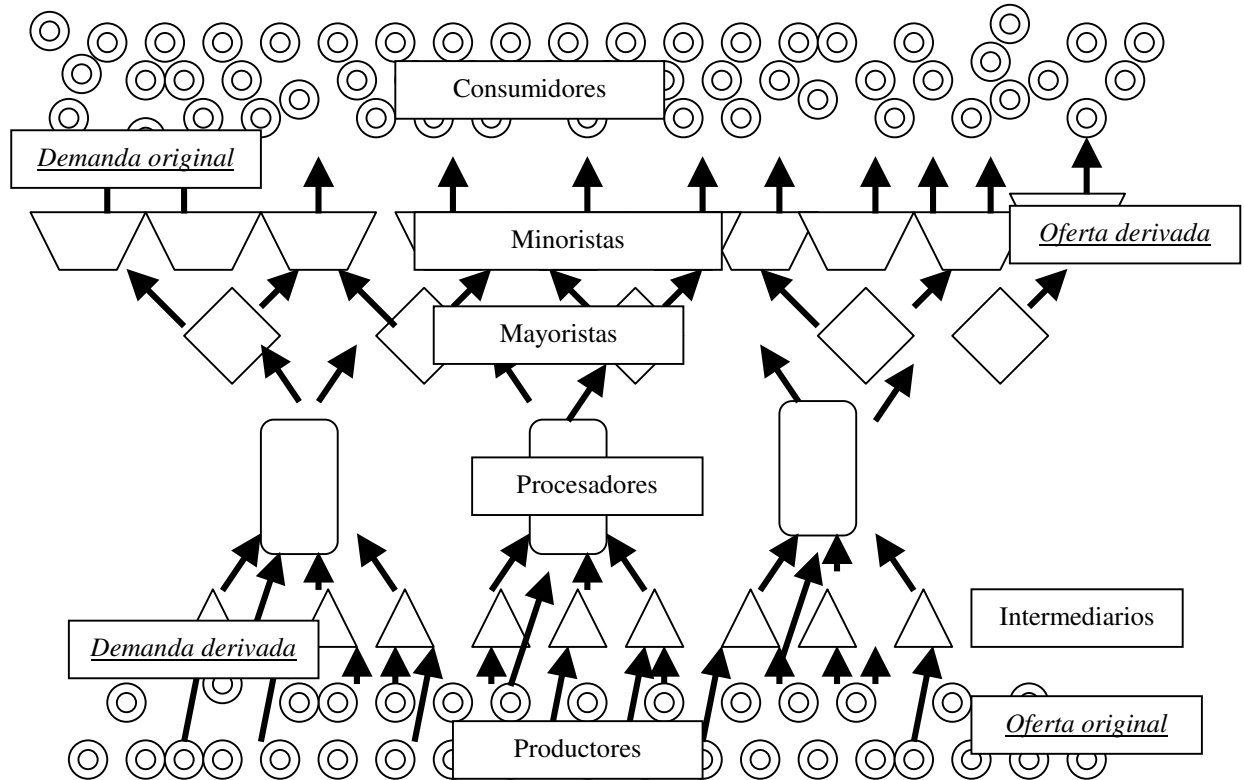 Consumidores
Demanda original
Minoristas
Oferta derivada
Mayoristas
Procesadores
Intermediarios
Demanda derivada
Oferta original
Productores